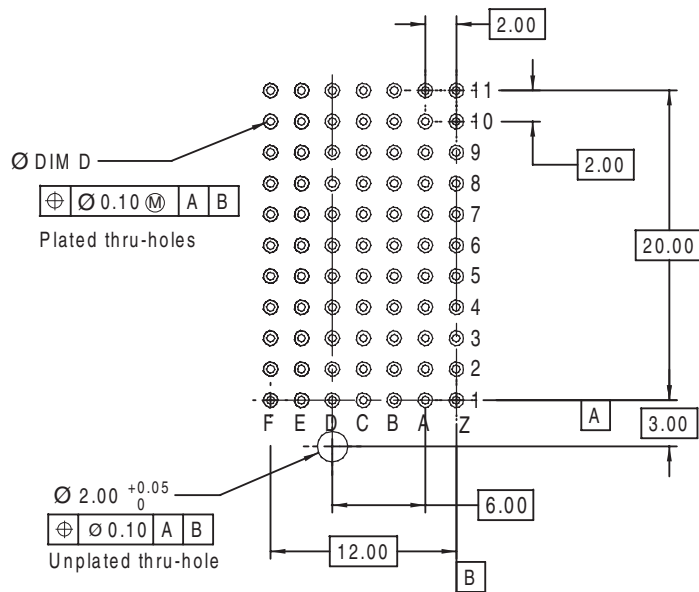 2.00
11
10
Ø DIM D
9
2.00
8
⌖ Ø 0.10 Ⓜ A B
7
Plated thru-holes
6
20.00
5
4
3
2
1
F E D C B A Z
A
3.00
Ø 2.00 +0.05 0
6.00
⌖ Ø 0.10 A B
12.00
Unplated thru-hole
B